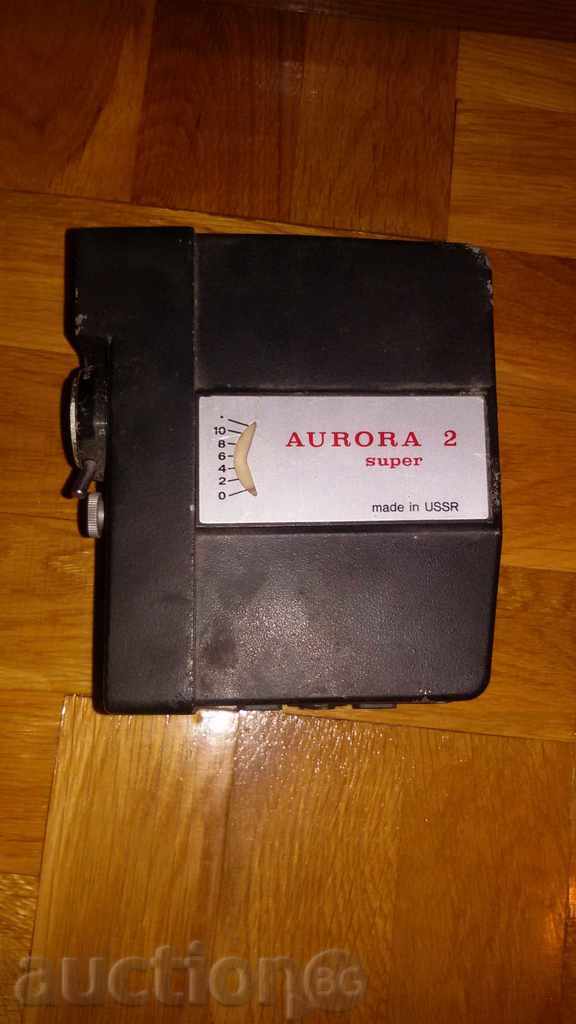 10
8
6
4
2
0
AURORA 2
super
made in USSR
auctionBG